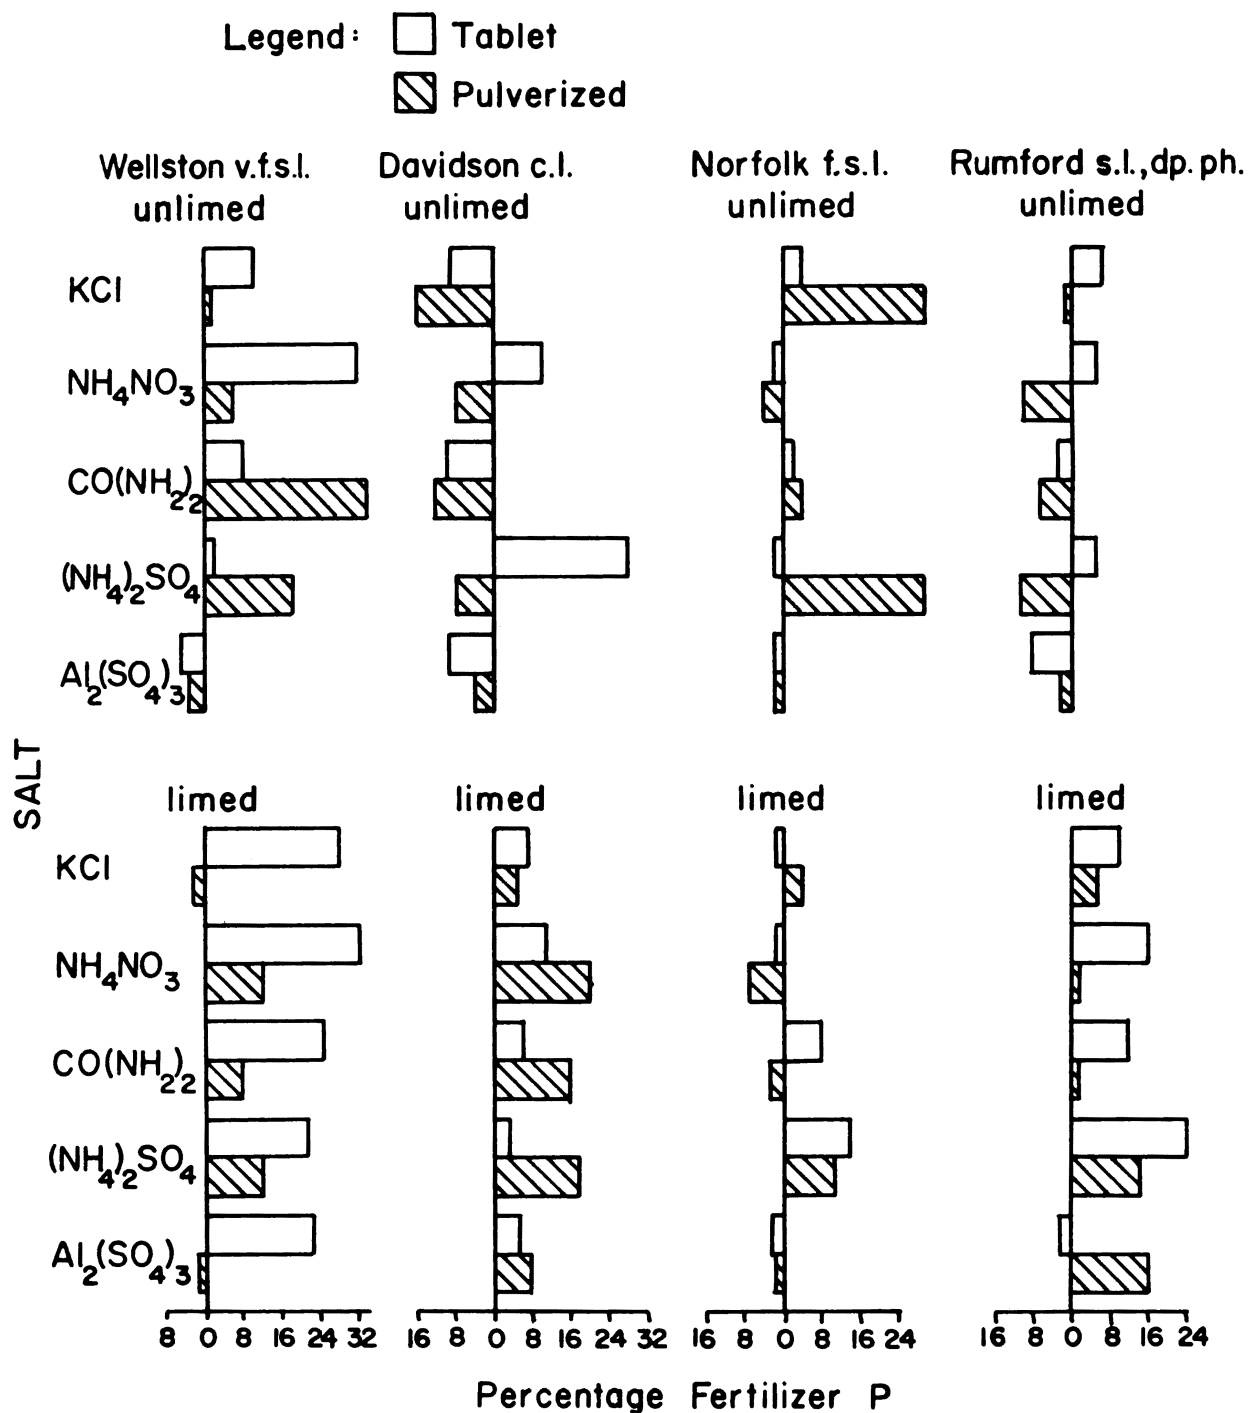 Legend: Tablet
Pulverized
Wellston v.f.s.l. Davidson c.l. Norfolk f.s.l. Rumford s.l., dp. ph.
unlimed unlimed unlimed unlimed
KCl
NH4NO3
CO(NH2)2
(NH4)2SO4
Al2(SO4)3
SALT
limed limed limed limed
KCl
NH4NO3
CO(NH2)2
(NH4)2SO4
Al2(SO4)3
8 0 8 16 24 32 16 8 0 8 16 24 32 16 8 0 8 16 24 16 8 0 8 16 24
Percentage Fertilizer P